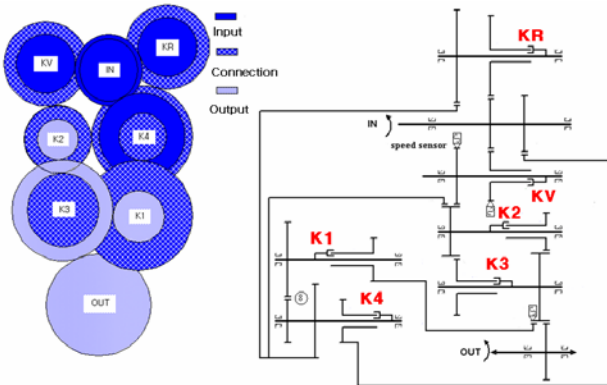 KV
IN
KR
Input
Connection
Output
K2
K4
K3
K1
OUT
KR
IN
speed sensor
KV
K2
K1
K3
K4
OUT